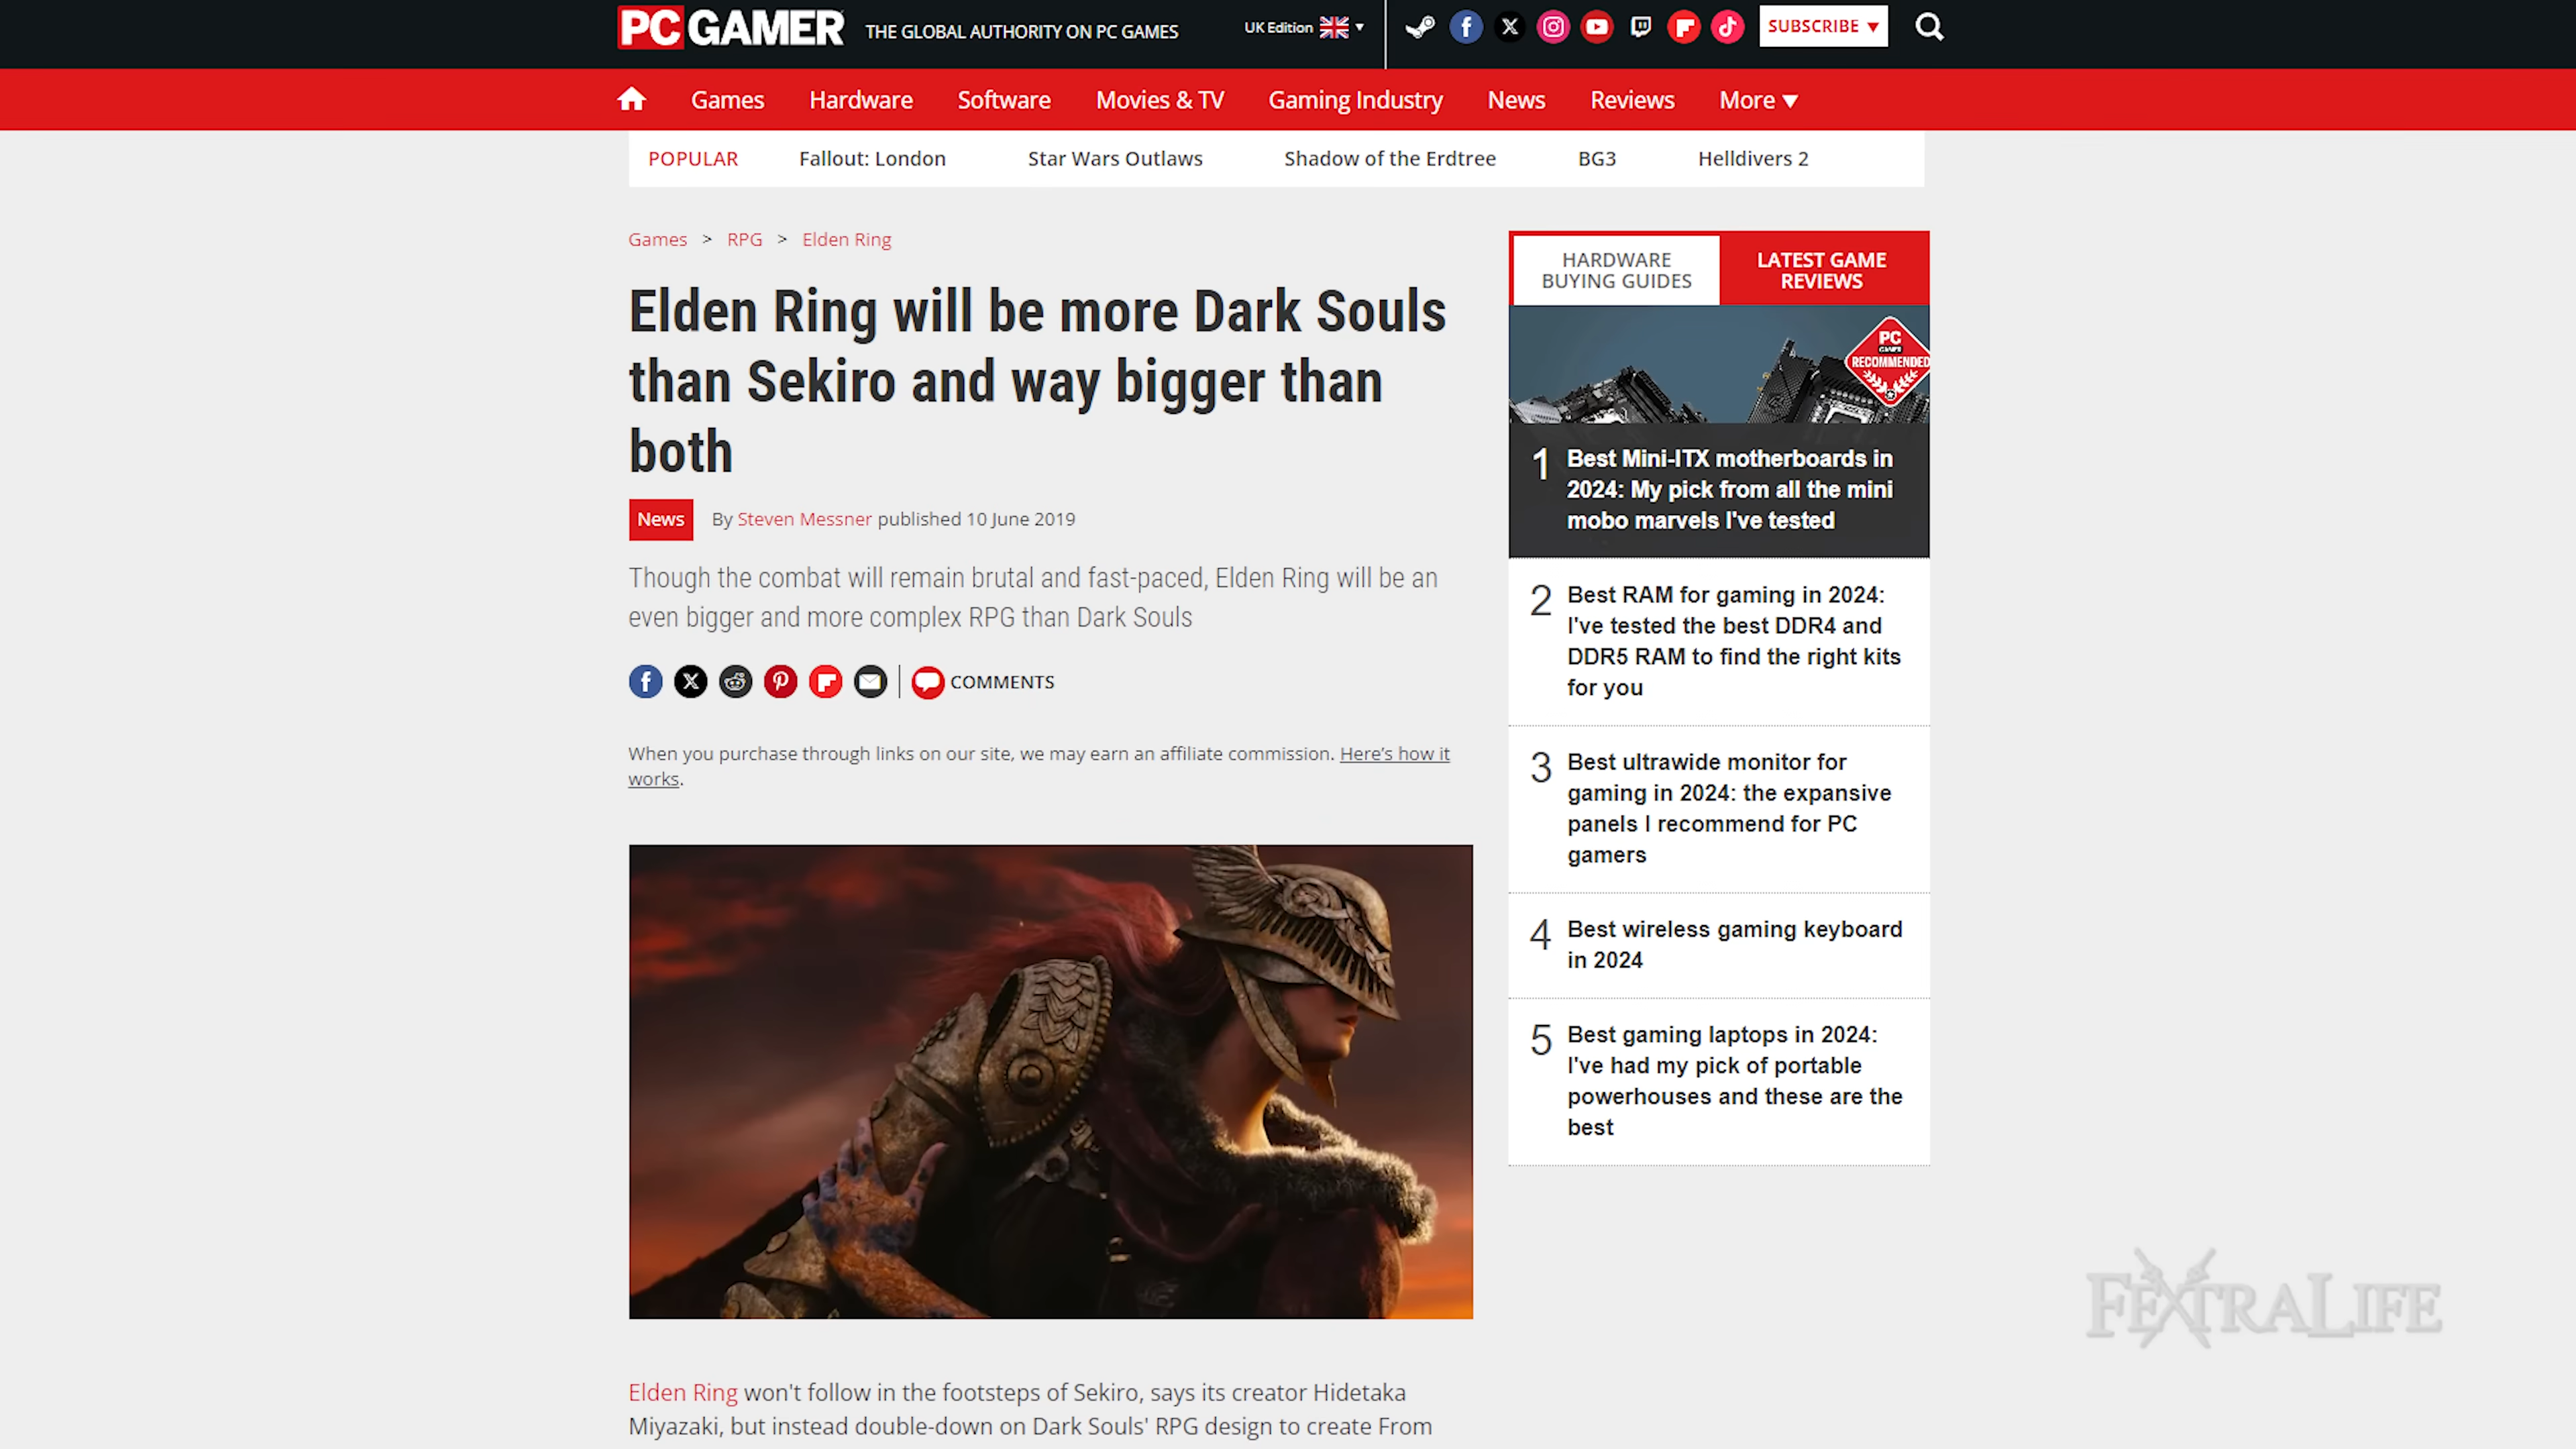 PC GAMER THE GLOBAL AUTHORITY ON PC GAMES
UK Edition
SUBSCRIBE
Games Hardware Software Movies & TV Gaming Industry News Reviews More
POPULAR Fallout: London Star Wars Outlaws Shadow of the Erdtree BG3 Helldivers 2
Games > RPG > Elden Ring
Elden Ring will be more Dark Souls
than Sekiro and way bigger than
both
News By Steven Messner published 10 June 2019
Though the combat will remain brutal and fast-paced, Elden Ring will be an
even bigger and more complex RPG than Dark Souls
COMMENTS
When you purchase through links on our site, we may earn an affiliate commission. Here's how it
works.
Elden Ring won't follow in the footsteps of Sekiro, says its creator Hidetaka
Miyazaki, but instead double-down on Dark Souls' RPG design to create From
HARDWARE
BUYING GUIDES
LATEST GAME
REVIEWS
PC
GAMER
RECOMMENDED
1 Best Mini-ITX motherboards in
2024: My pick from all the mini
mobo marvels I've tested
2 Best RAM for gaming in 2024:
I've tested the best DDR4 and
DDR5 RAM to find the right kits
for you
3 Best ultrawide monitor for
gaming in 2024: the expansive
panels I recommend for PC
gamers
4 Best wireless gaming keyboard
in 2024
5 Best gaming laptops in 2024:
I've had my pick of portable
powerhouses and these are the
best
FEXTRALIFE